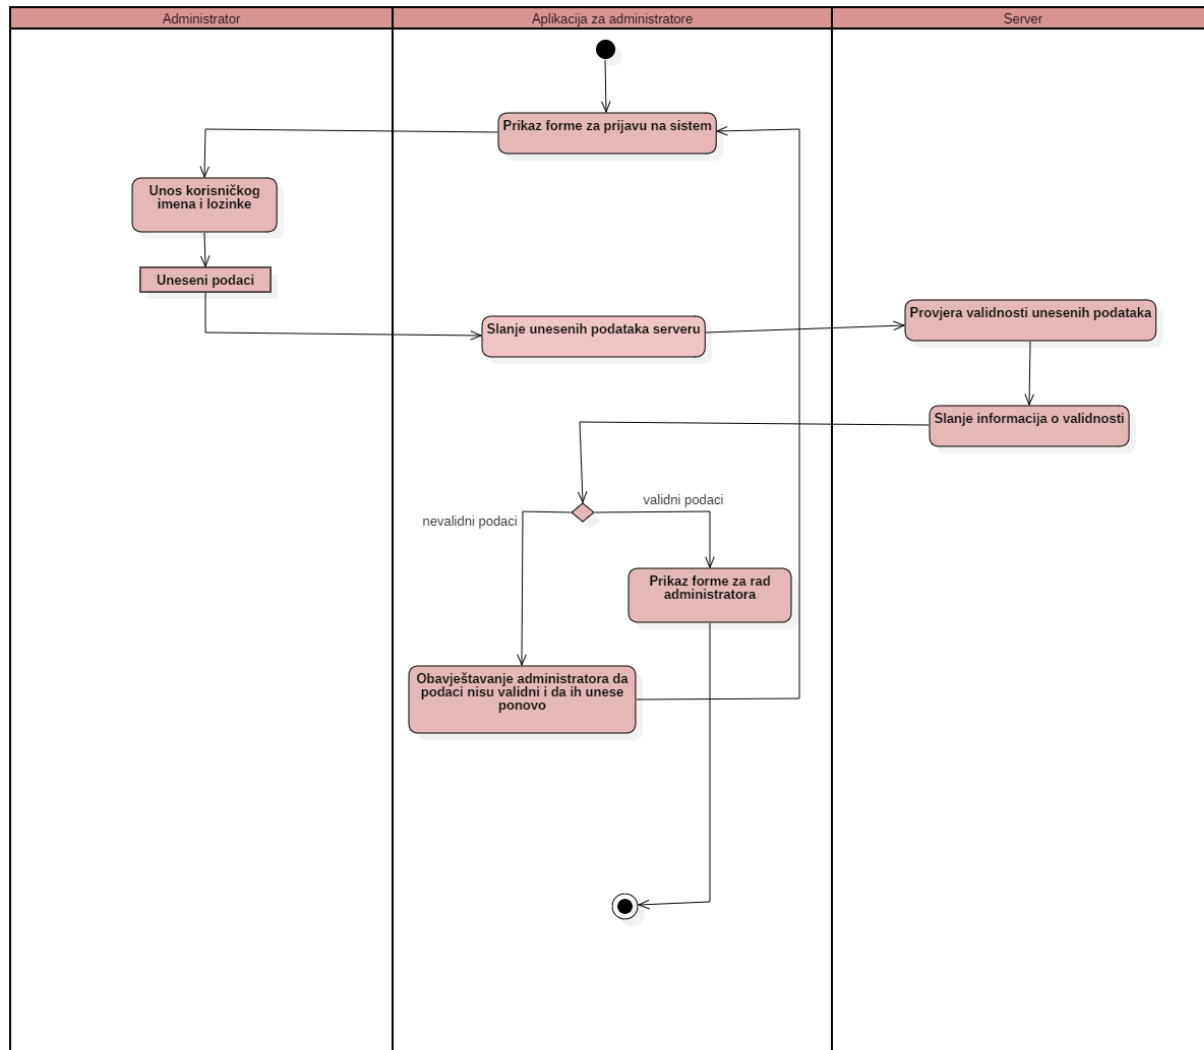 Administrator
Aplikacija za administratore
Server
Prikaz forme za prijavu na sistem
Unos korisničkog
imena i lozinke
Uneseni podaci
Slanje unesenih podataka serveru
Provjera validnosti unesenih podataka
Slanje informacija o validnosti
validni podaci
nevalidni podaci
Prikaz forme za rad
administratora
Obavještavanje administratora da
podaci nisu validni i da ih unese
ponovo